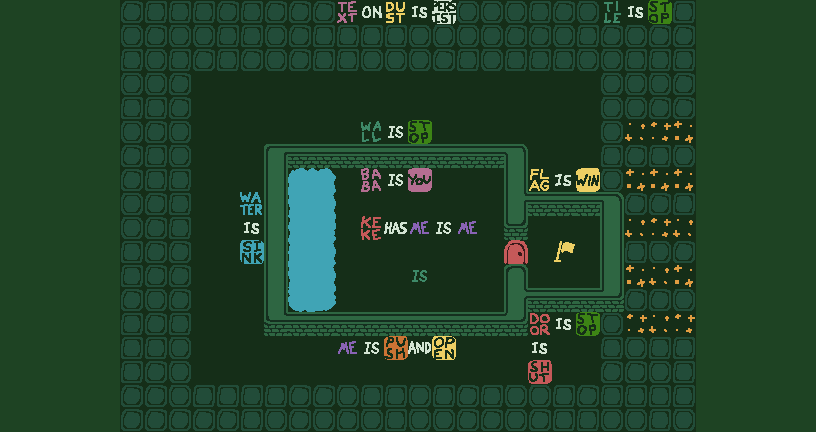 TEXT ON DUST IS PERSIST
TILE IS STOP
WALL IS STOP
BABA IS YOU
FLAG IS WIN
WATER IS SINK
KEKE HAS ME IS ME
IS
DOOR IS STOP
IS SHUT
ME IS PUSH AND OPEN